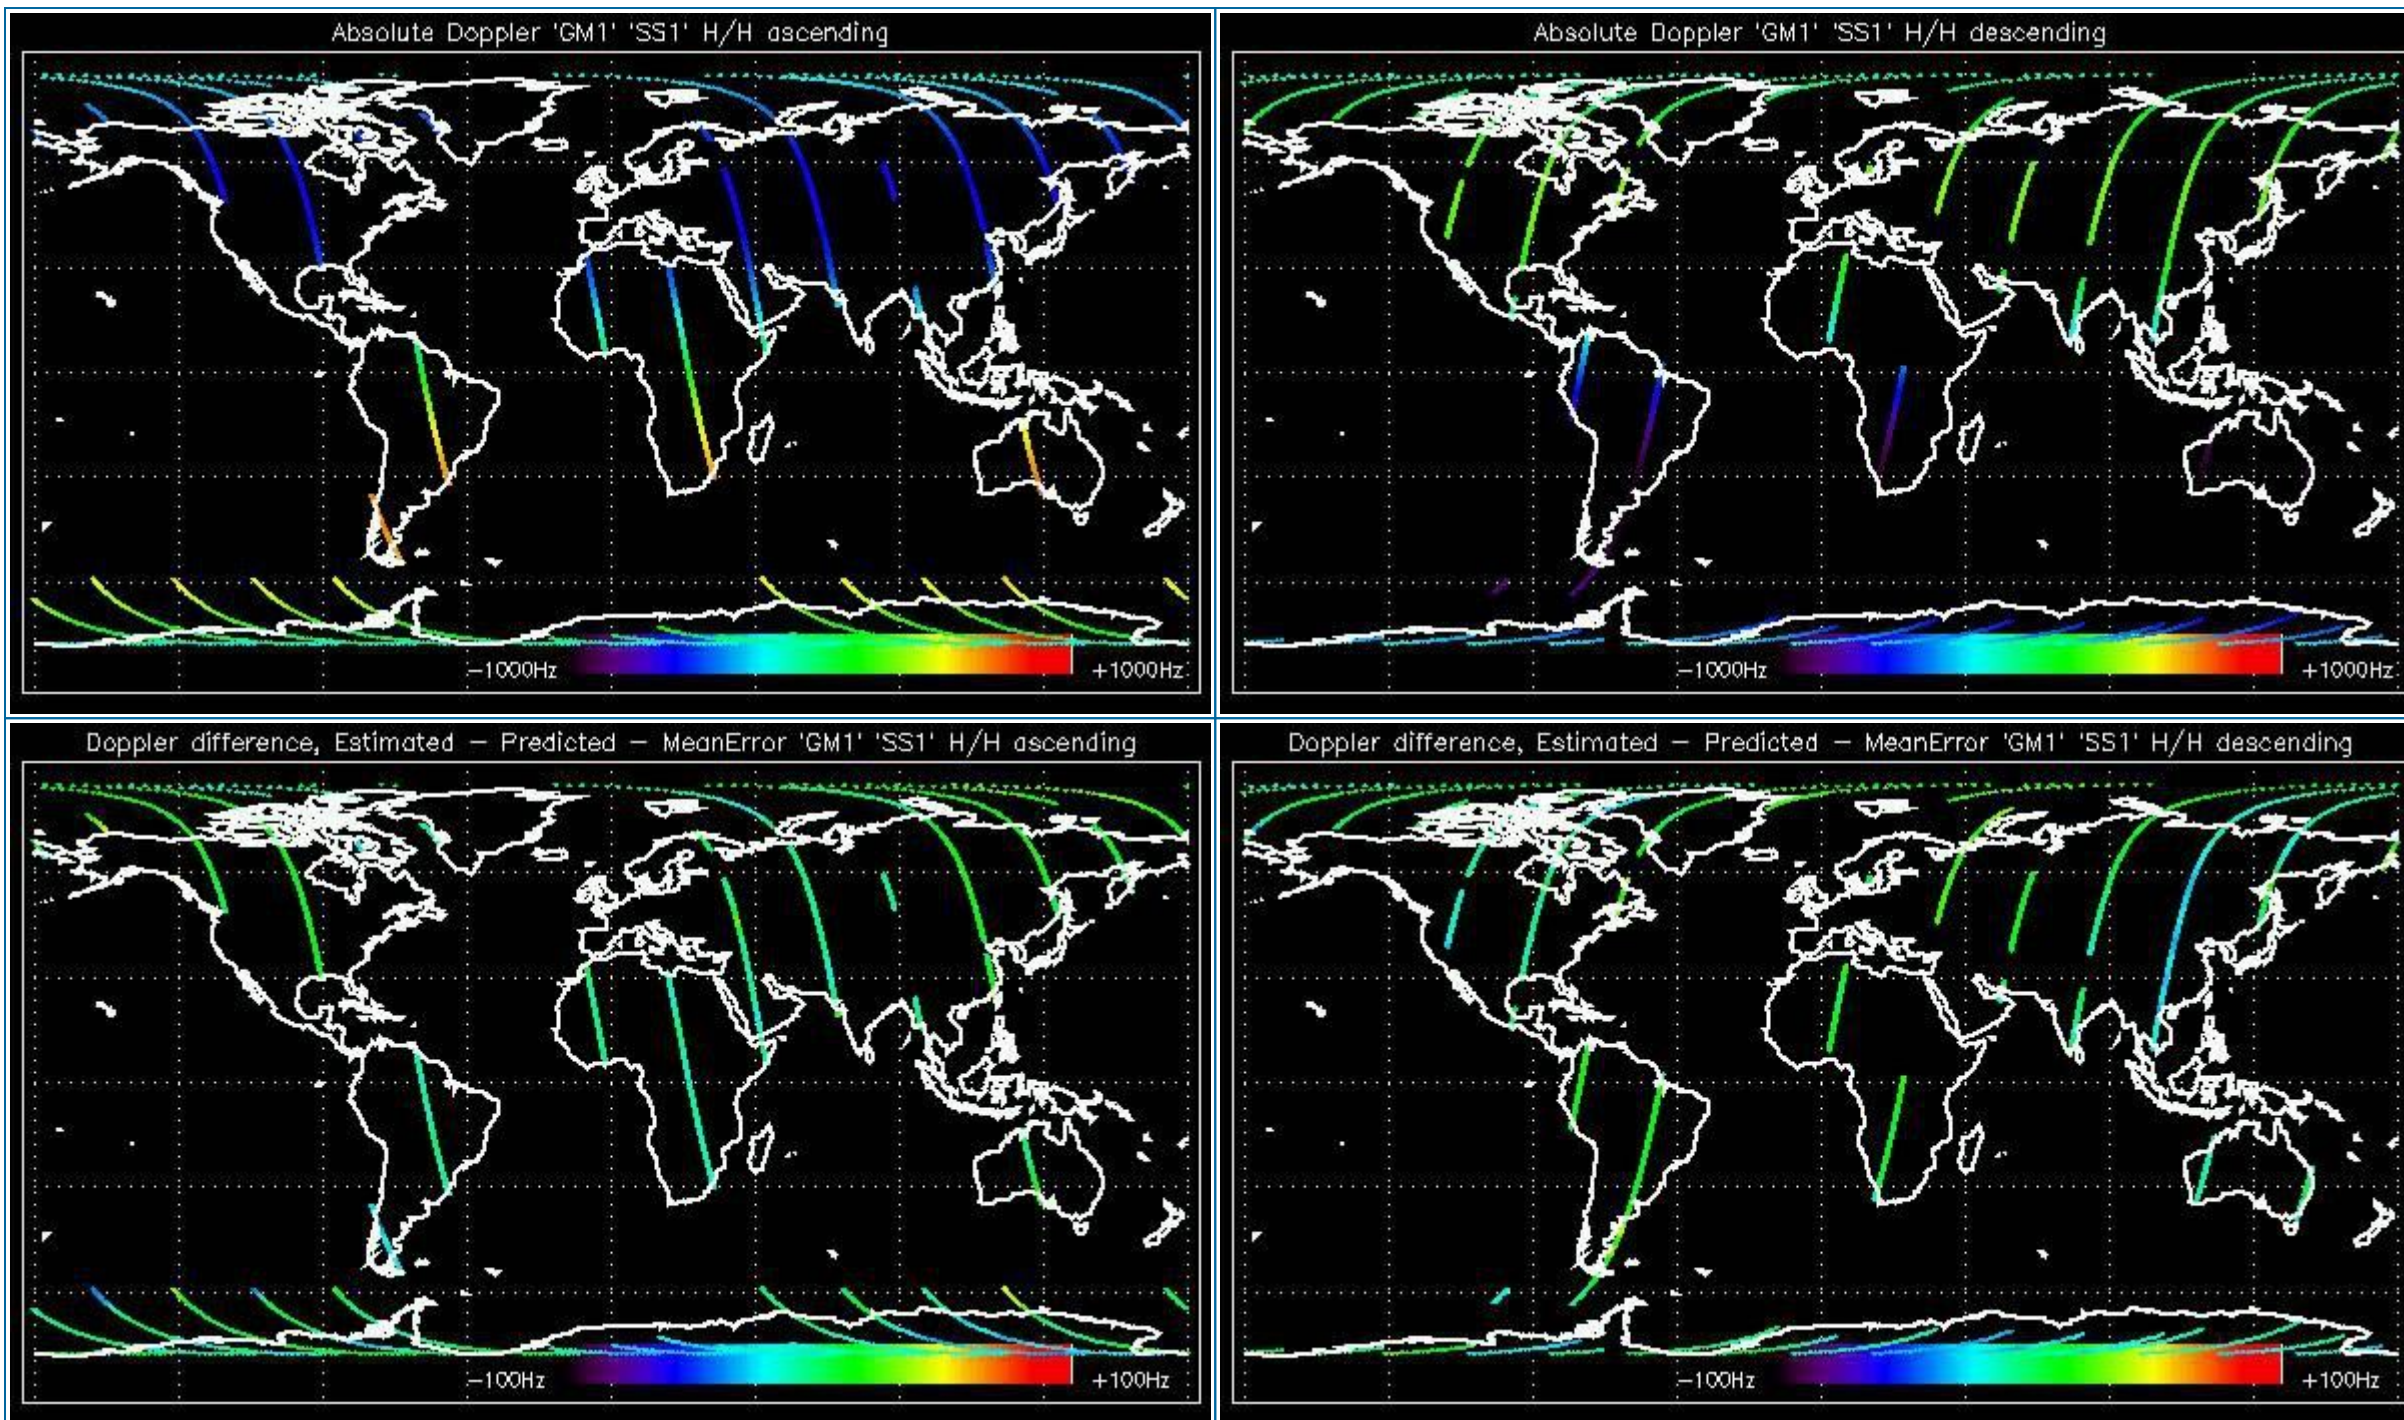 Absolute Doppler 'GM1' 'SS1' H/H ascending
−1000Hz
+1000Hz
Absolute Doppler 'GM1' 'SS1' H/H descending
−1000Hz
+1000Hz
Doppler difference, Estimated − Predicted − MeanError 'GM1' 'SS1' H/H ascending
−100Hz
+100Hz
Doppler difference, Estimated − Predicted − MeanError 'GM1' 'SS1' H/H descending
−100Hz
+100Hz